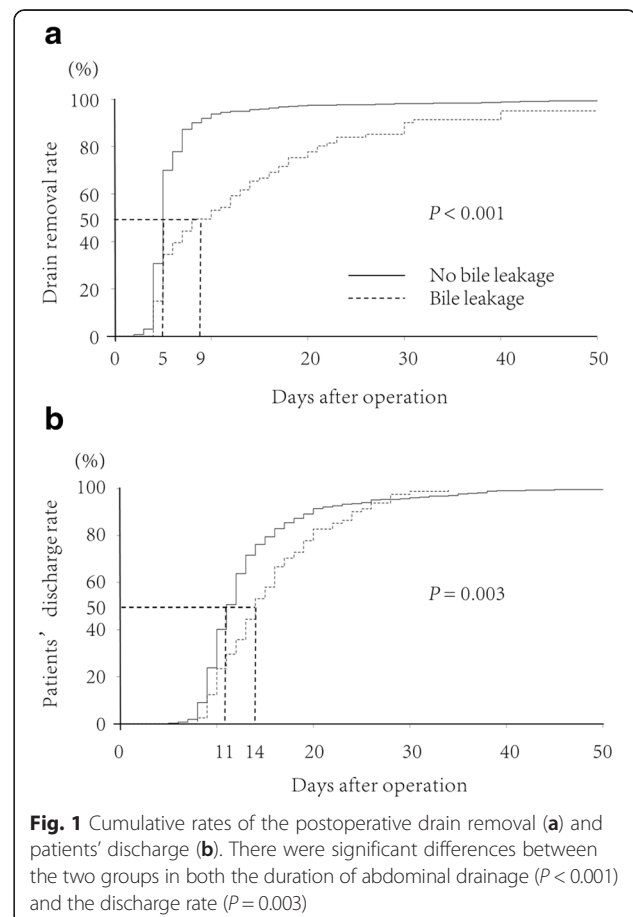 a
(%)
100
80
60
50
40
20
0
Drain removal rate
P < 0.001
No bile leakage
Bile leakage
0 5 9 20 30 40 50
Days after operation
b
(%)
100
80
60
50
40
20
0
Patients’ discharge rate
P = 0.003
0 11 14 20 30 40 50
Days after operation
Fig. 1 Cumulative rates of the postoperative drain removal (a) and
patients’ discharge (b). There were significant differences between
the two groups in both the duration of abdominal drainage (P < 0.001)
and the discharge rate (P = 0.003)